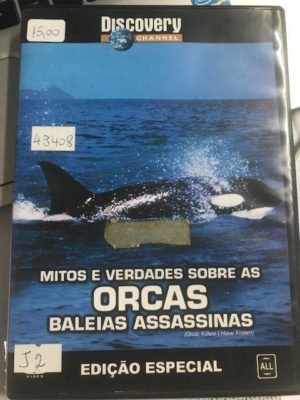 15,00
Discovery
CHANNEL
43408
MITOS E VERDADES SOBRE AS
ORCAS
BALEIAS ASSASSINAS
(Orca: Killers I Have Known)
J2
VIDEO
EDIÇÃO ESPECIAL
ALL